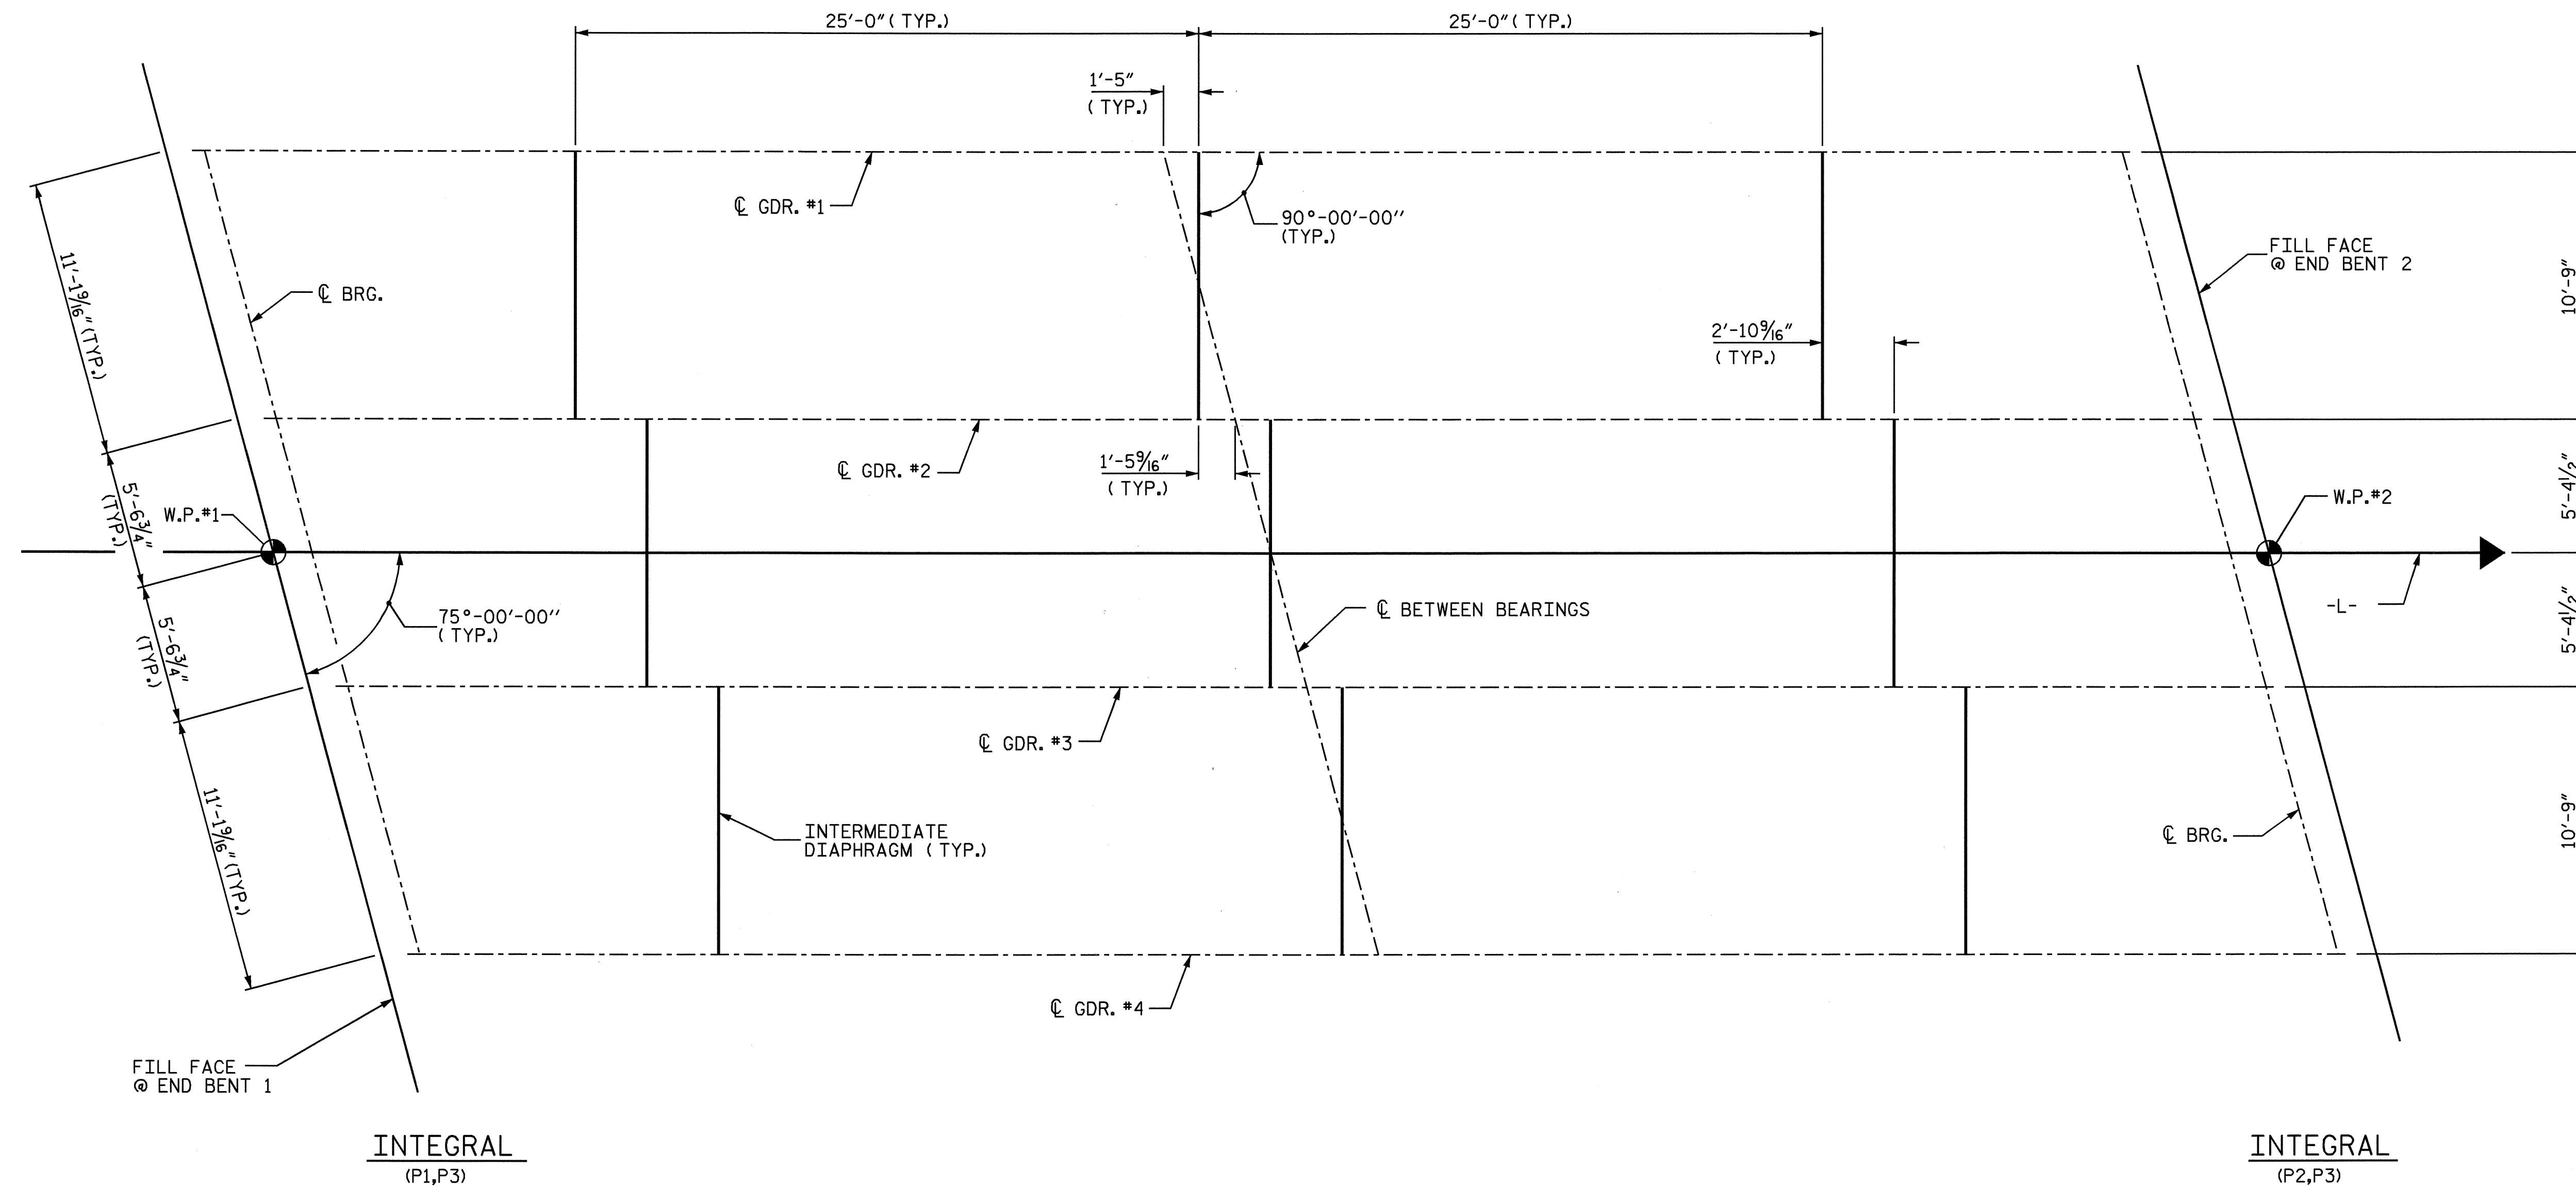 25'-0" ( TYP.)
25'-0" ( TYP.)
1'-5"
( TYP.)
℄ GDR. #1
90°-00'-00"
(TYP.)
FILL FACE
@ END BENT 2
10'-9"
11'-1 9/16" (TYP.)
℄ BRG.
2'-10 9/16"
( TYP.)
℄ GDR. #2
1'-5 9/16"
( TYP.)
5'-4 1/2"
5'-6 3/4"
(TYP.)
W.P.#1
W.P.#2
75°-00'-00"
( TYP.)
℄ BETWEEN BEARINGS
-L-
5'-4 1/2"
5'-6 3/4"
(TYP.)
℄ GDR. #3
11'-1 9/16" (TYP.)
INTERMEDIATE
DIAPHRAGM ( TYP.)
℄ BRG.
10'-9"
℄ GDR. #4
FILL FACE
@ END BENT 1
INTEGRAL
(P1,P3)
INTEGRAL
(P2,P3)